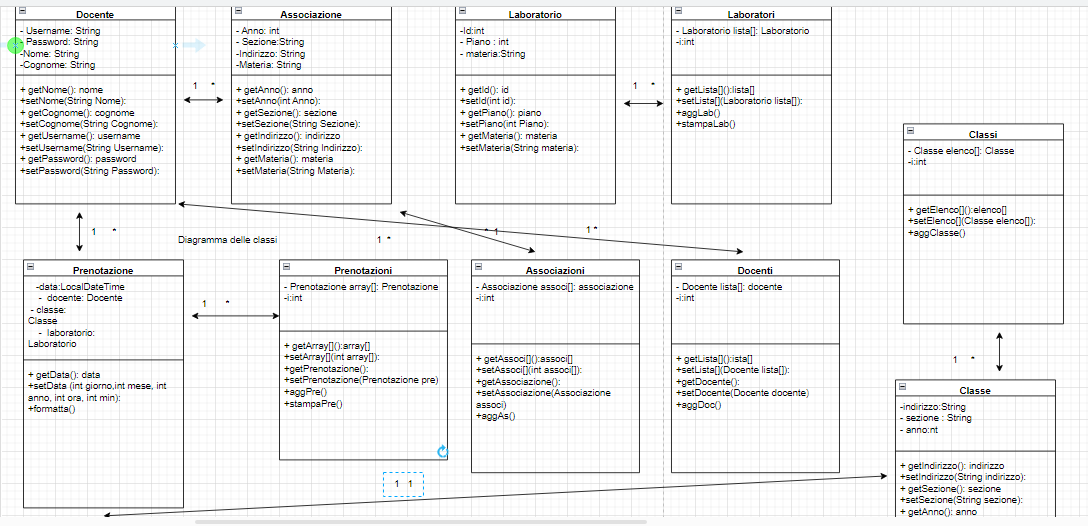 Docente
- Username: String
- Password: String
-Nome: String
-Cognome: String
+ getNome(): nome
+setNome(String Nome):
+ getCognome(): cognome
+setCognome(String Cognome):
+ getUsername(): username
+setUsername(String Username):
+ getPassword(): password
+setPassword(String Password):
1 *
Associazione
- Anno: int
- Sezione:String
-Indirizzo: String
-Materia: String
+ getAnno(): anno
+setAnno(int Anno):
+ getSezione(): sezione
+setSezione(String Sezione):
+ getIndirizzo(): indirizzo
+setIndirizzo(String Indirizzo):
+ getMateria(): materia
+setMateria(String Materia):
Laboratorio
-Id:int
- Piano : int
- materia:String
+ getId(): id
+setId(int id):
+ getPiano(): piano
+setPiano(int Piano):
+ getMateria(): materia
+setMateria(String materia):
1 *
Laboratori
- Laboratorio lista[]: Laboratorio
-i:int
+ getLista[]():lista[]
+setLista[](Laboratorio lista[]):
+aggLab()
+stampaLab()
Classi
- Classe elenco[]: Classe
-i:int
+ getElenco[]():elenco[]
+setElenco[](Classe elenco[]):
+aggClasse()
1 *
Diagramma delle classi
1 *
* 1
1 *
Prenotazione
-data:LocalDateTime
- docente: Docente
- classe:
Classe
- laboratorio:
Laboratorio
+ getData(): data
+setData (int giorno,int mese, int
anno, int ora, int min):
+formatta()
1 *
Prenotazioni
- Prenotazione array[]: Prenotazione
-i:int
+ getArray[]():array[]
+setArray[](int array[]):
+getPrenotazione():
+setPrenotazione(Prenotazione pre)
+aggPre()
+stampaPre()
Associazioni
- Associazione associ[]: associazione
-i:int
+ getAssoci[]():associ[]
+setAssoci[](int associ[]):
+getAssociazione():
+setAssociazione(Associazione
associ)
+aggAs()
Docenti
- Docente lista[]: docente
-i:int
+ getLista[]():ista[]
+setLista[](Docente lista[]):
+getDocente():
+setDocente(Docente docente)
+aggDoc()
1 *
Classe
-indirizzo:String
- sezione : String
- anno:nt
+ getIndirizzo(): indirizzo
+setIndirizzo(String indirizzo):
+ getSezione(): sezione
+setSezione(String sezione):
+ getAnno(): anno
1 1